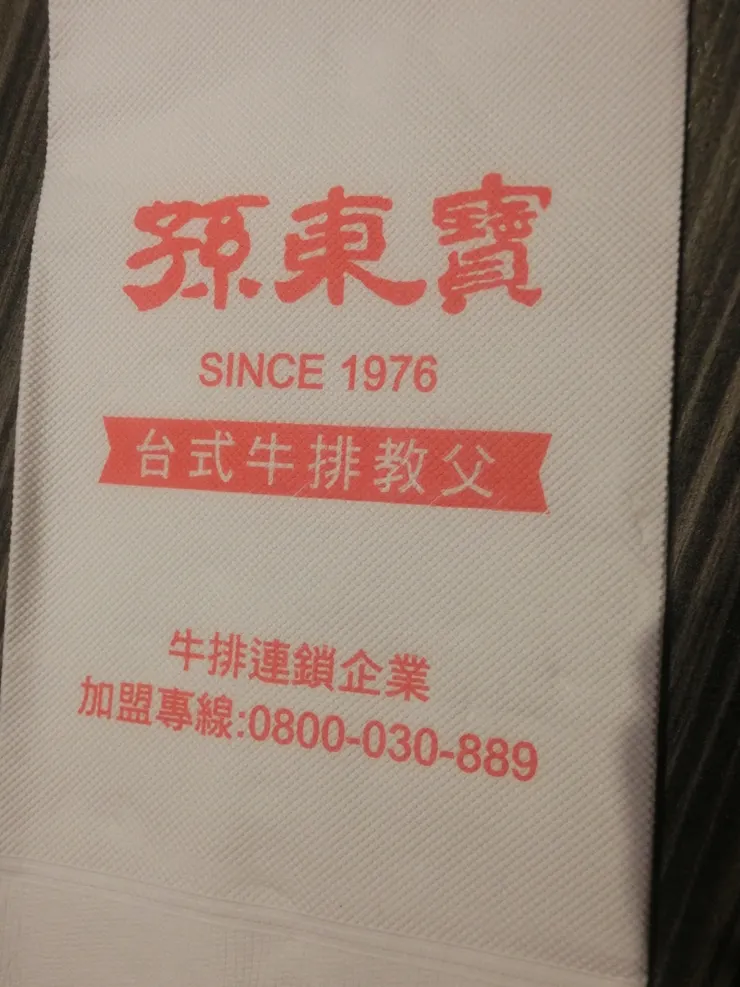 孫東寶
SINCE 1976
台式牛排教父
牛排連鎖企業
加盟專線:0800-030-889